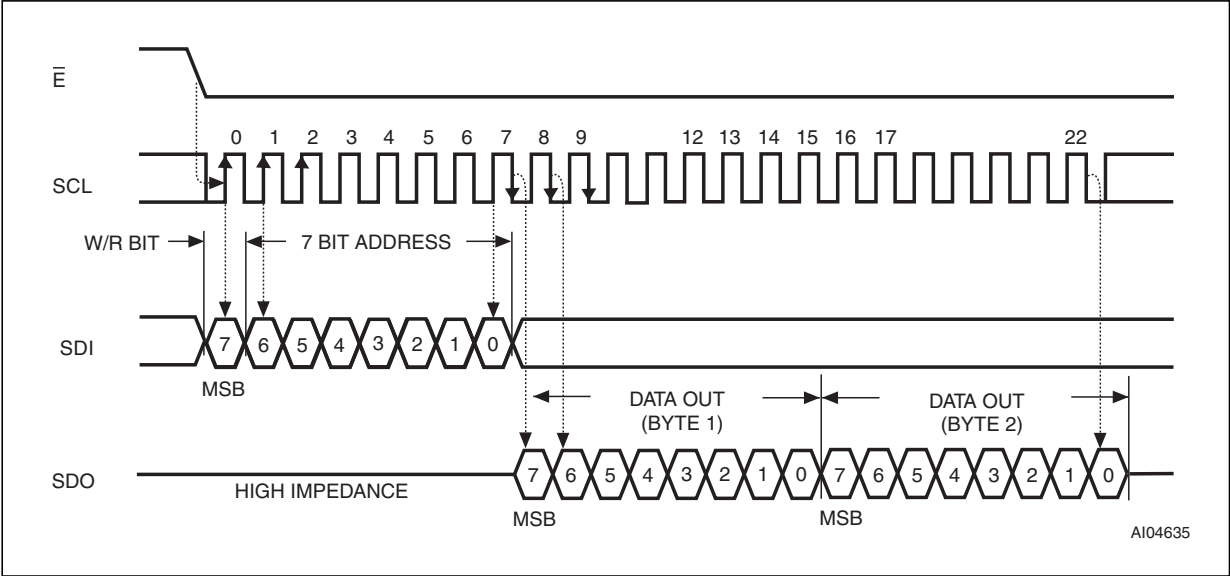 E̅
0 1 2 3 4 5 6 7 8 9 12 13 14 15 16 17 22
SCL
W/R BIT 7 BIT ADDRESS
SDI
7 6 5 4 3 2 1 0
MSB
DATA OUT
(BYTE 1)
DATA OUT
(BYTE 2)
SDO
HIGH IMPEDANCE
7 6 5 4 3 2 1 0 7 6 5 4 3 2 1 0
MSB MSB
AI04635